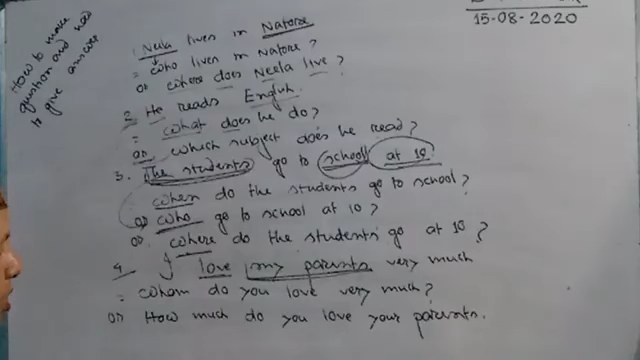 15-08-2020
How to make
question and how
to give answer
1. Neela lives in Natore
= Who lives in Natore?
or where does Neela live?
2. He reads English.
= What does he do?
or which subject does he read?
3. The students go to school at 10.
when do the students go to school?
or who go to school at 10?
or. where do the students go at 10?
4. I love my parents very much
= Whom do you love very much?
or How much do you love your parents.